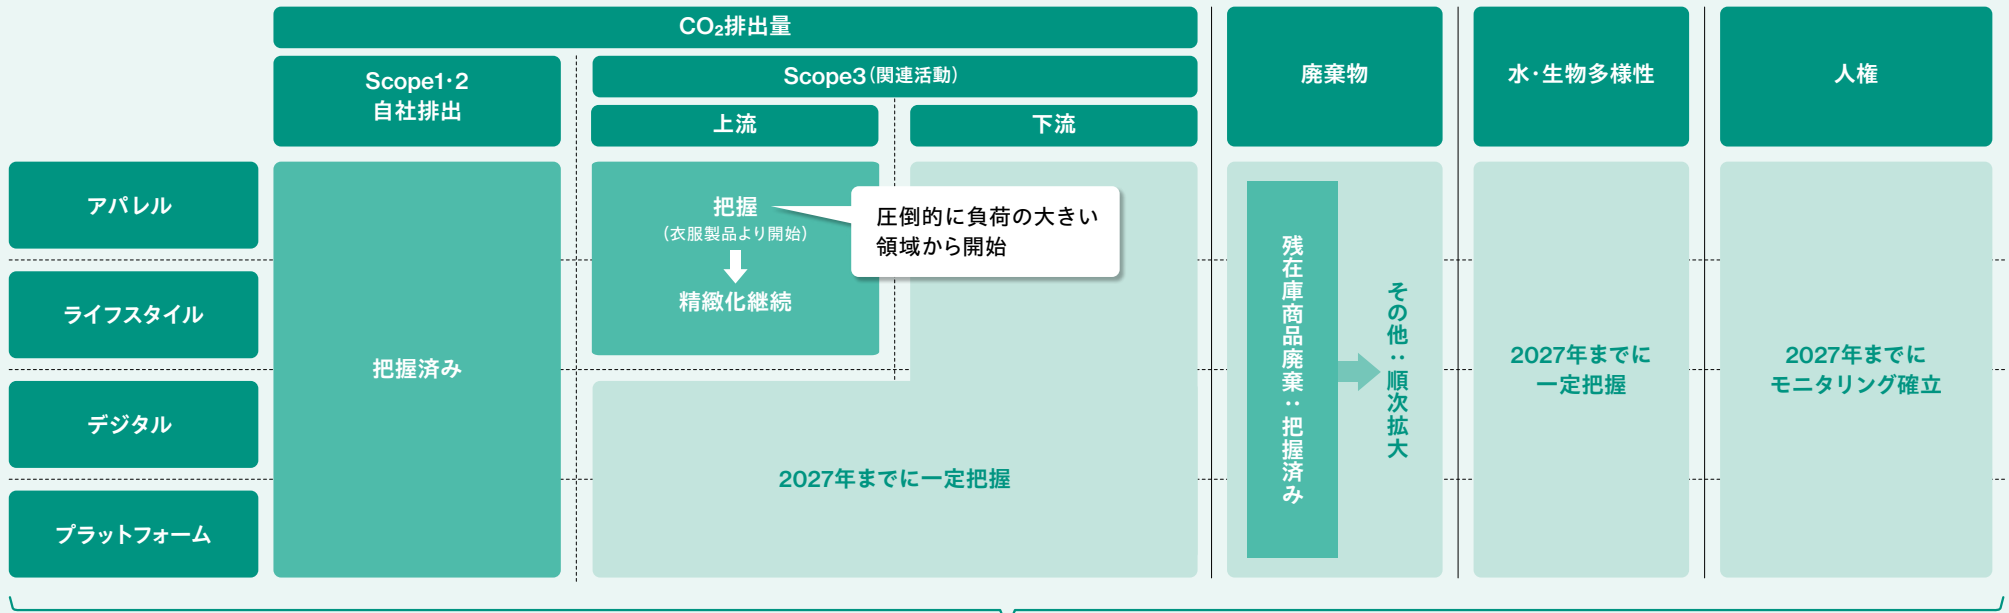 CO₂排出量
Scope1・2
自社排出
Scope3（関連活動）
上流
下流
廃棄物
水・生物多様性
人権
アパレル
ライフスタイル
デジタル
プラットフォーム
把握済み
把握
（衣服製品より開始）
精緻化継続
圧倒的に負荷の大きい
領域から開始
2027年までに一定把握
残在庫商品廃棄：把握済み
その他：順次拡大
2027年までに
一定把握
2027年までに
モニタリング確立